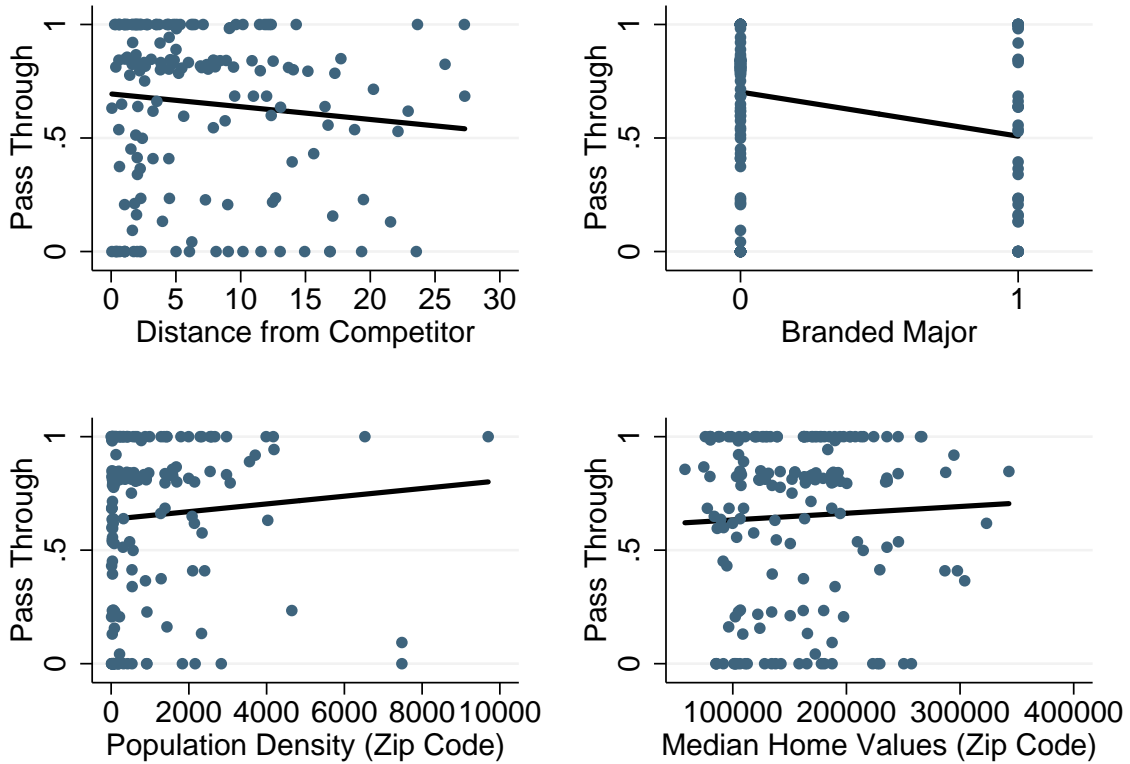 Pass Through
1
.5
0
0 5 10 15 20 25 30
Distance from Competitor
Pass Through
1
.5
0
0 1
Branded Major
Pass Through
1
.5
0
0 2000 4000 6000 8000 10000
Population Density (Zip Code)
Pass Through
1
.5
0
100000 200000 300000 400000
Median Home Values (Zip Code)